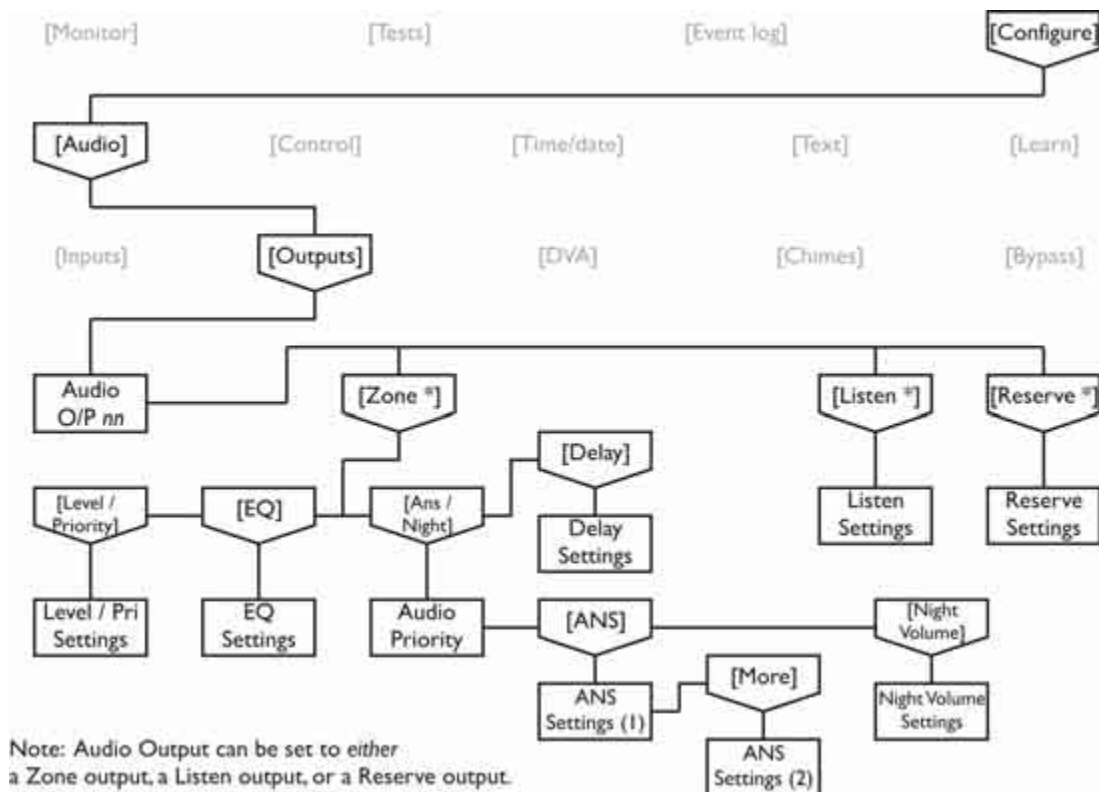 [Monitor]
[Tests]
[Event log]
[Configure]
[Audio]
[Control]
[Time/date]
[Text]
[Learn]
[Inputs]
[Outputs]
[DVA]
[Chimes]
[Bypass]
Audio
O/P nn
[Zone *]
[Listen *]
[Reserve *]
[Level /
Priority]
[EQ]
[Ans /
Night]
[Delay]
Delay
Settings
Listen
Settings
Reserve
Settings
Level / Pri
Settings
EQ
Settings
Audio
Priority
[ANS]
[Night
Volume]
ANS
Settings (1)
[More]
Night Volume
Settings
ANS
Settings (2)
Note: Audio Output can be set to either
a Zone output, a Listen output, or a Reserve output.